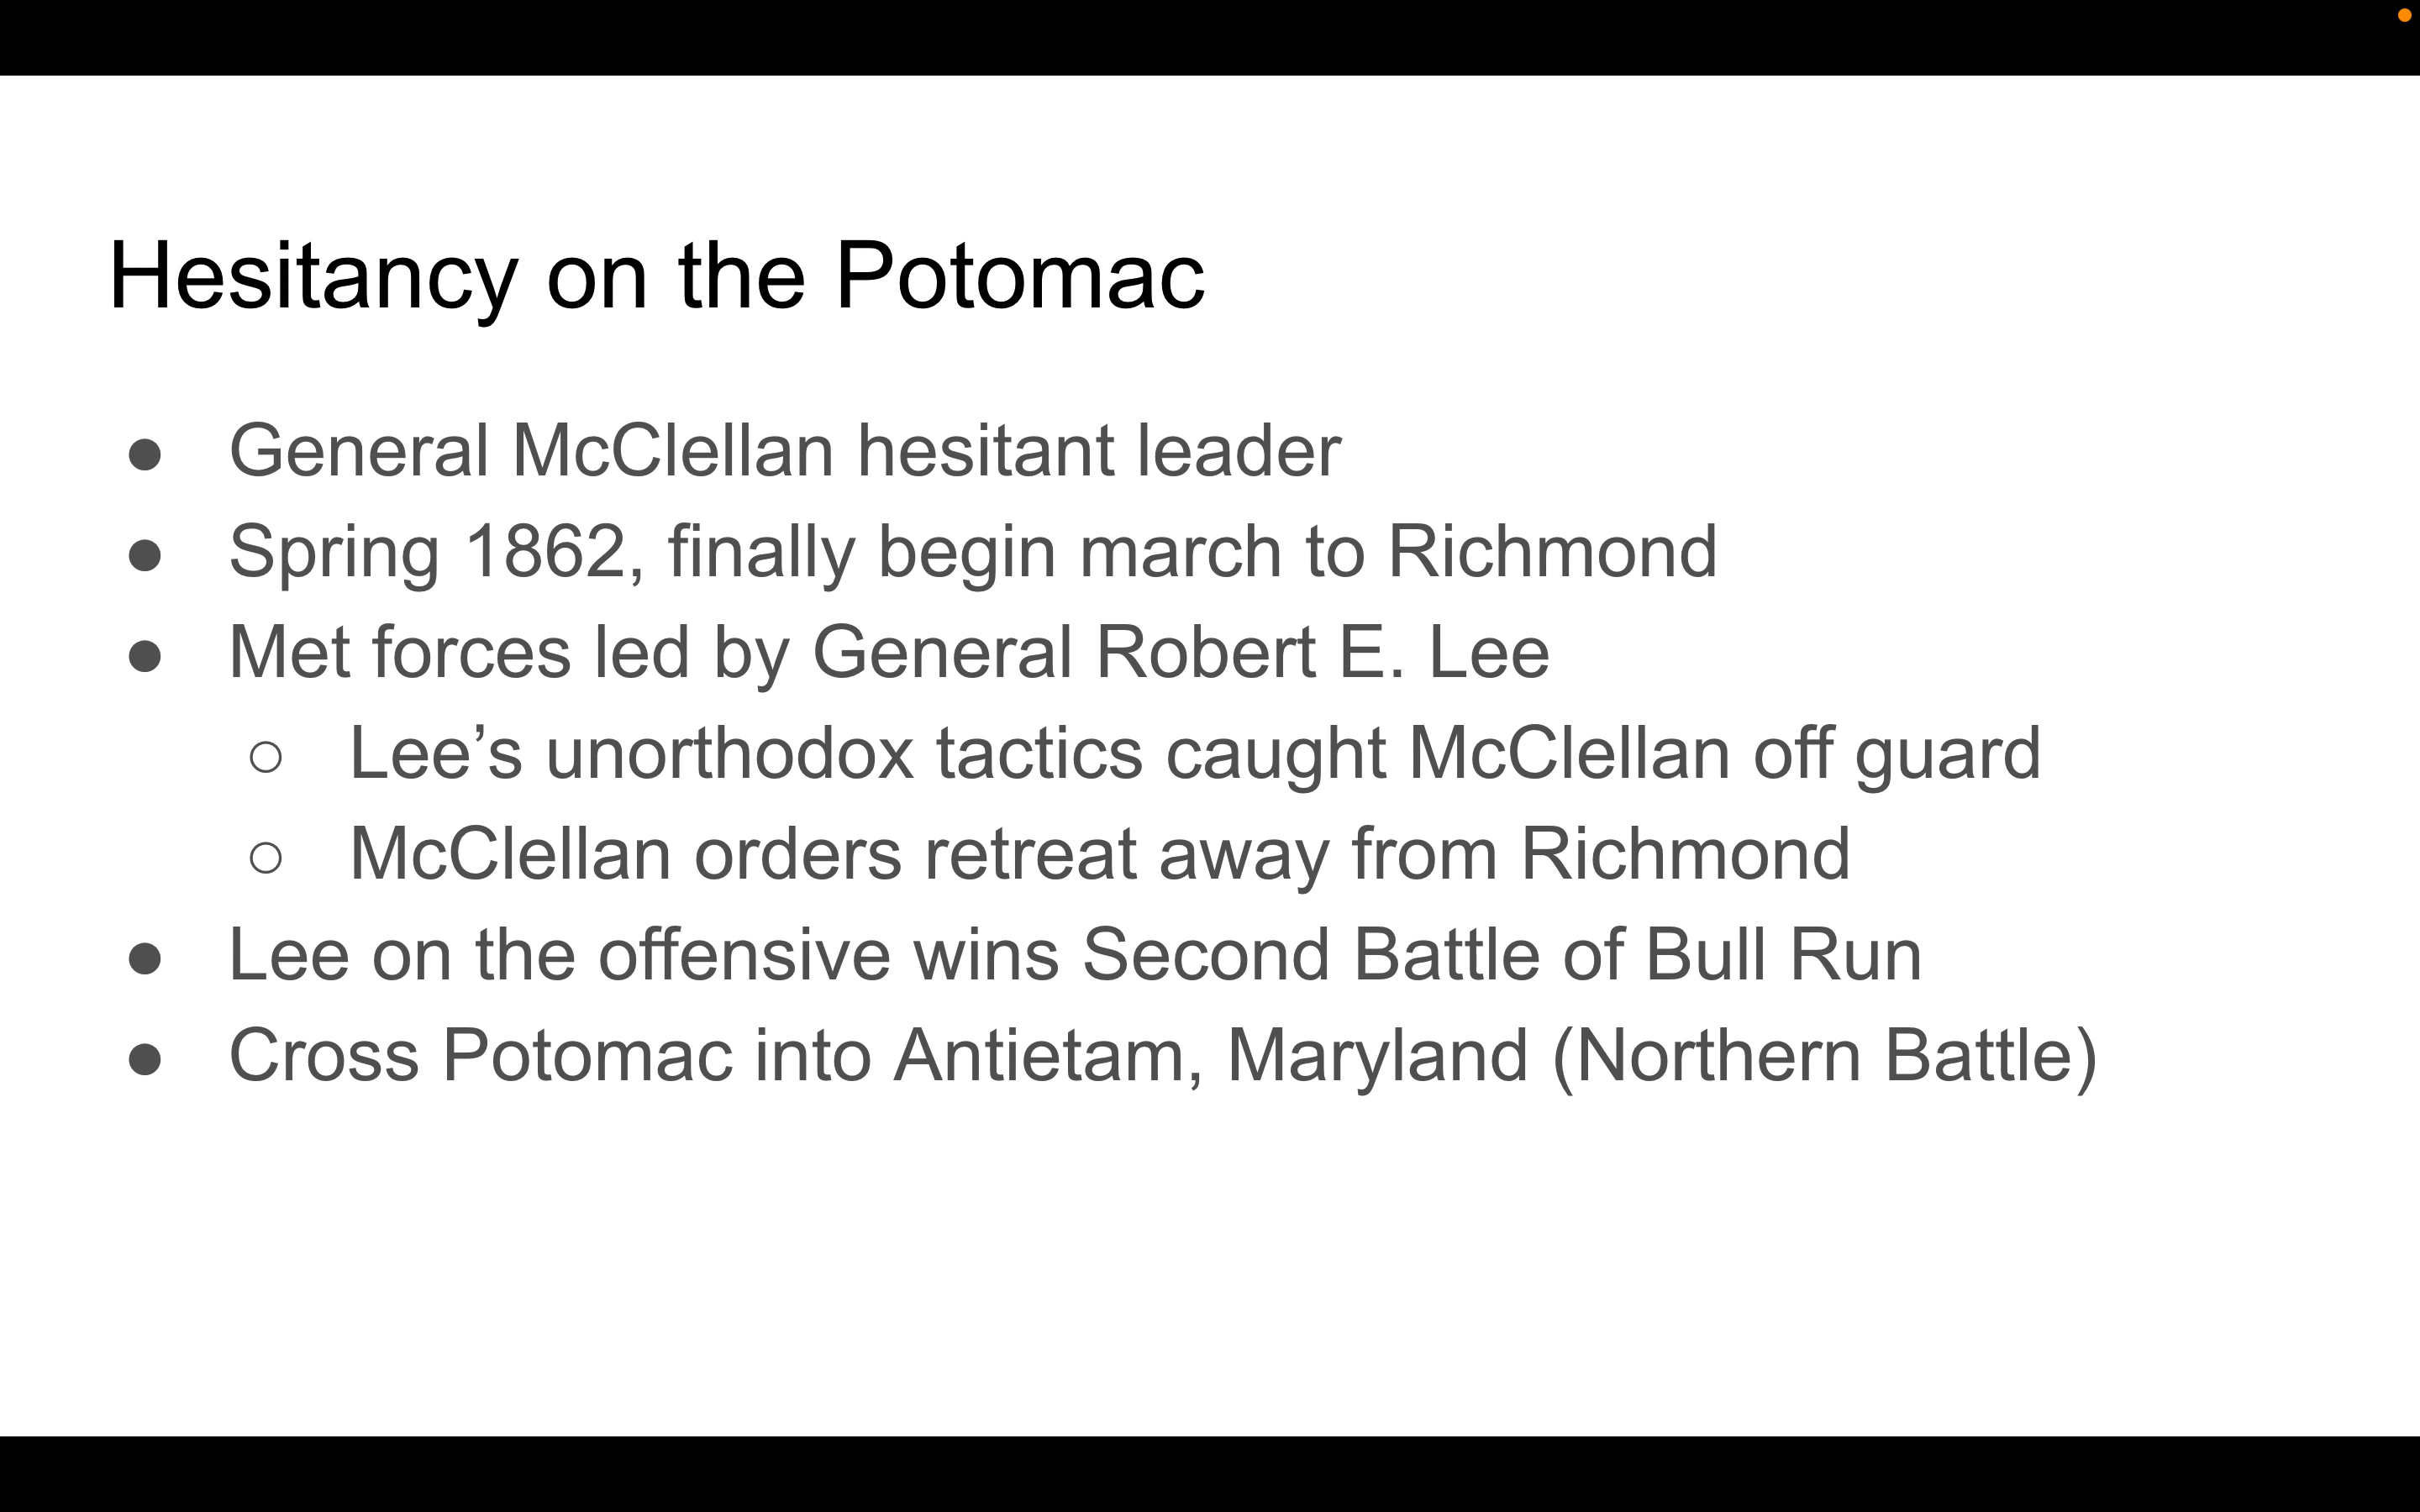 Hesitancy on the Potomac
● General McClellan hesitant leader
● Spring 1862, finally begin march to Richmond
● Met forces led by General Robert E. Lee
○ Lee’s unorthodox tactics caught McClellan off guard
○ McClellan orders retreat away from Richmond
● Lee on the offensive wins Second Battle of Bull Run
● Cross Potomac into Antietam, Maryland (Northern Battle)